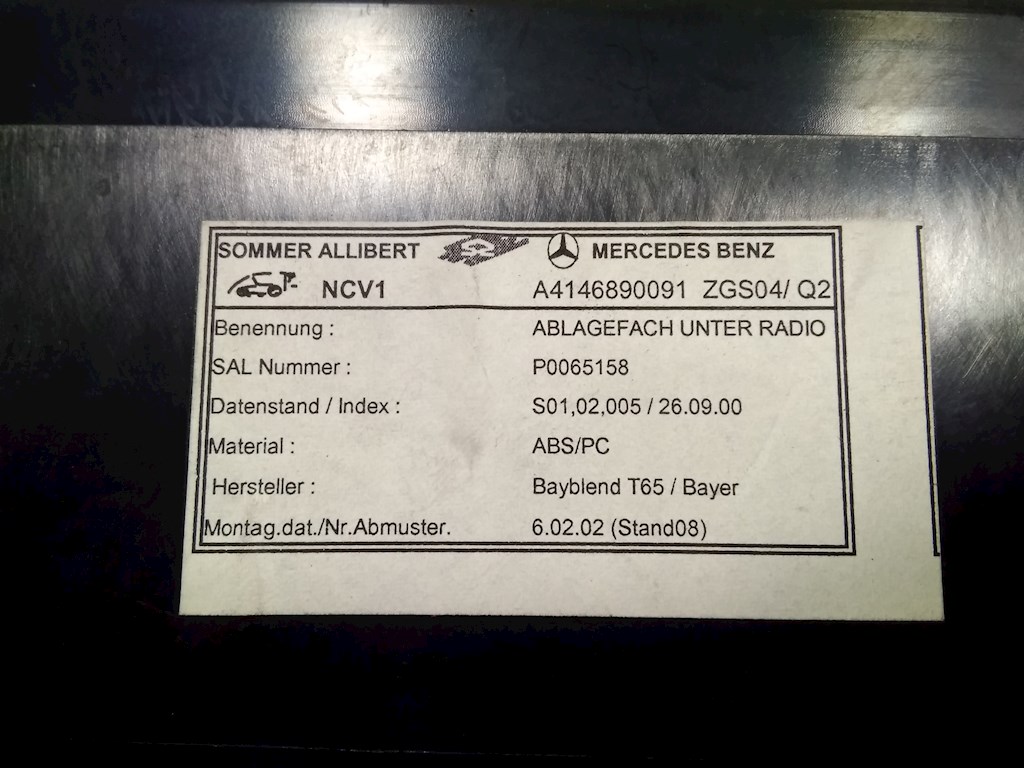 SOMMER ALLIBERT MERCEDES BENZ
NCV1 A4146890091 ZGS04/ Q2
Benennung : ABLAGEFACH UNTER RADIO
SAL Nummer : P0065158
Datenstand / Index : S01,02,005 / 26.09.00
Material : ABS/PC
Hersteller : Bayblend T65 / Bayer
Montag.dat./Nr.Abmuster. 6.02.02 (Stand08)